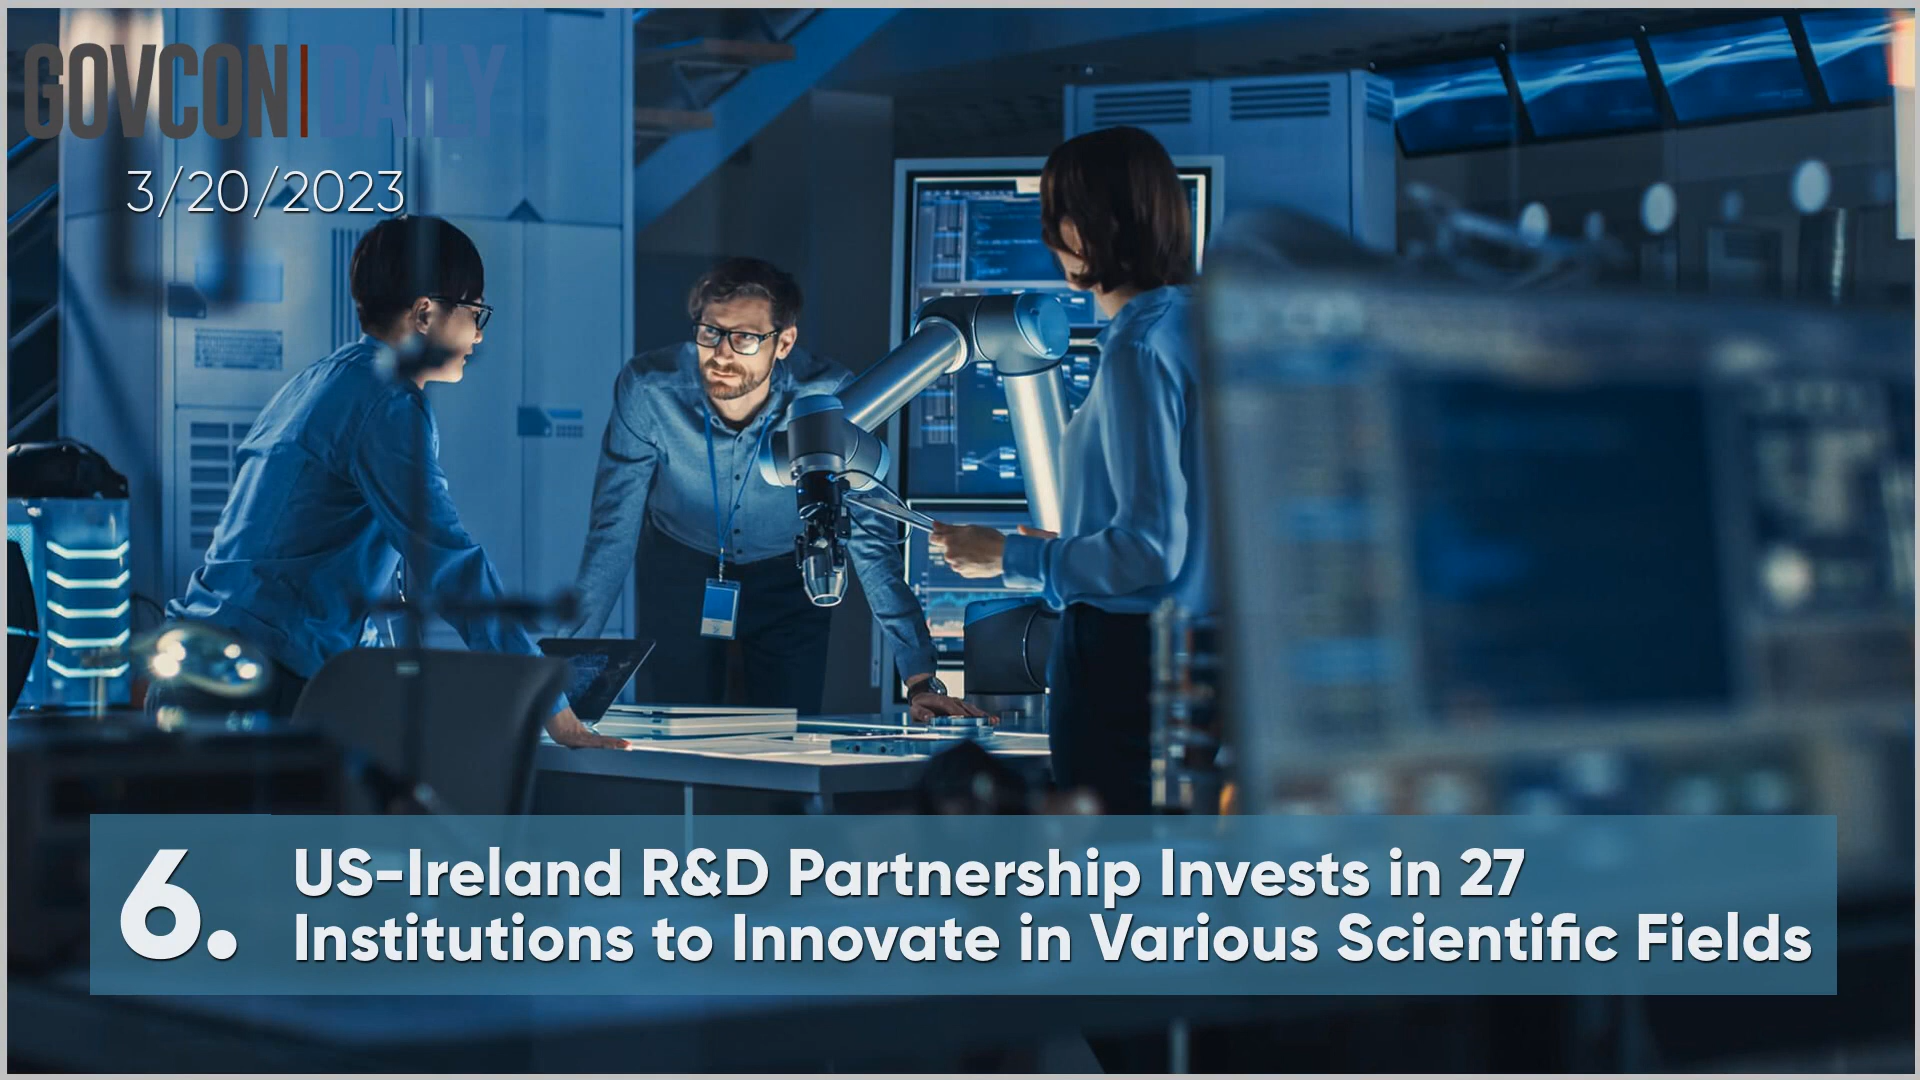 GOVCON|DAILY
3/20/2023
6.
US-Ireland R&D Partnership Invests in 27
Institutions to Innovate in Various Scientific Fields